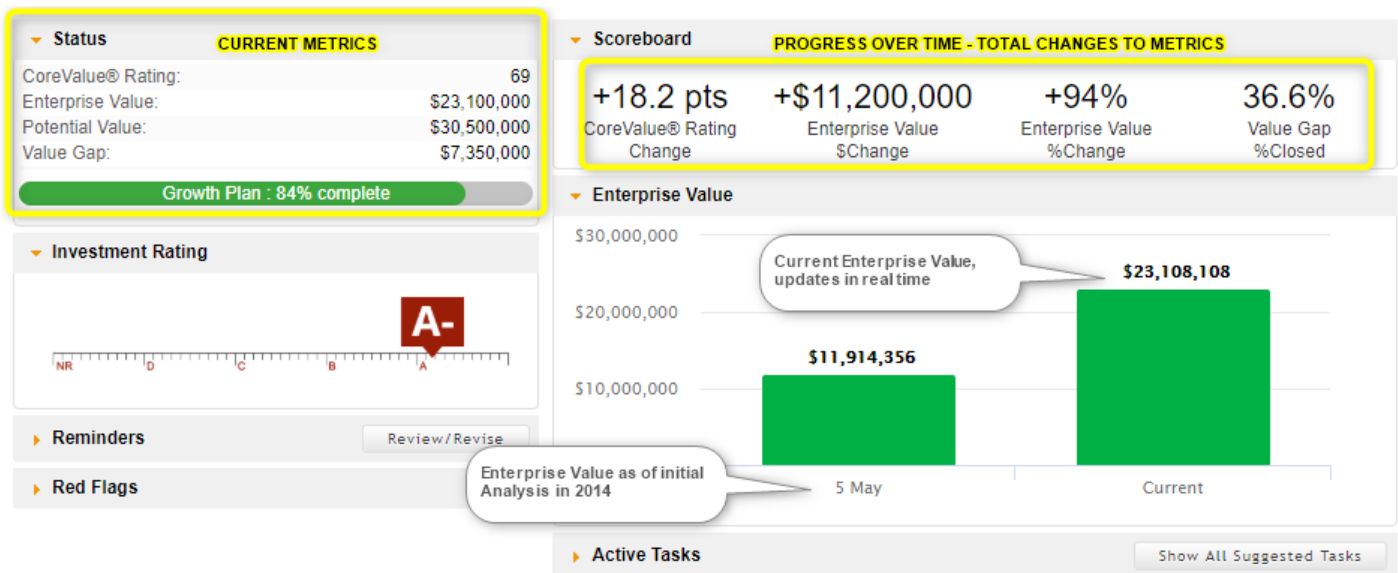 Status
CURRENT METRICS
CoreValue® Rating: 69
Enterprise Value: $23,100,000
Potential Value: $30,500,000
Value Gap: $7,350,000
Growth Plan : 84% complete
Investment Rating
A-
NR D C B A
Reminders
Review/Revise
Red Flags
Scoreboard
PROGRESS OVER TIME - TOTAL CHANGES TO METRICS
+18.2 pts +$11,200,000 +94% 36.6%
CoreValue® Rating Enterprise Value Enterprise Value Value Gap
Change $Change %Change %Closed
Enterprise Value
$30,000,000
Current Enterprise Value,
updates in real time
$23,108,108
$20,000,000
$11,914,356
$10,000,000
Enterprise Value as of initial
Analysis in 2014
5 May Current
Active Tasks
Show All Suggested Tasks